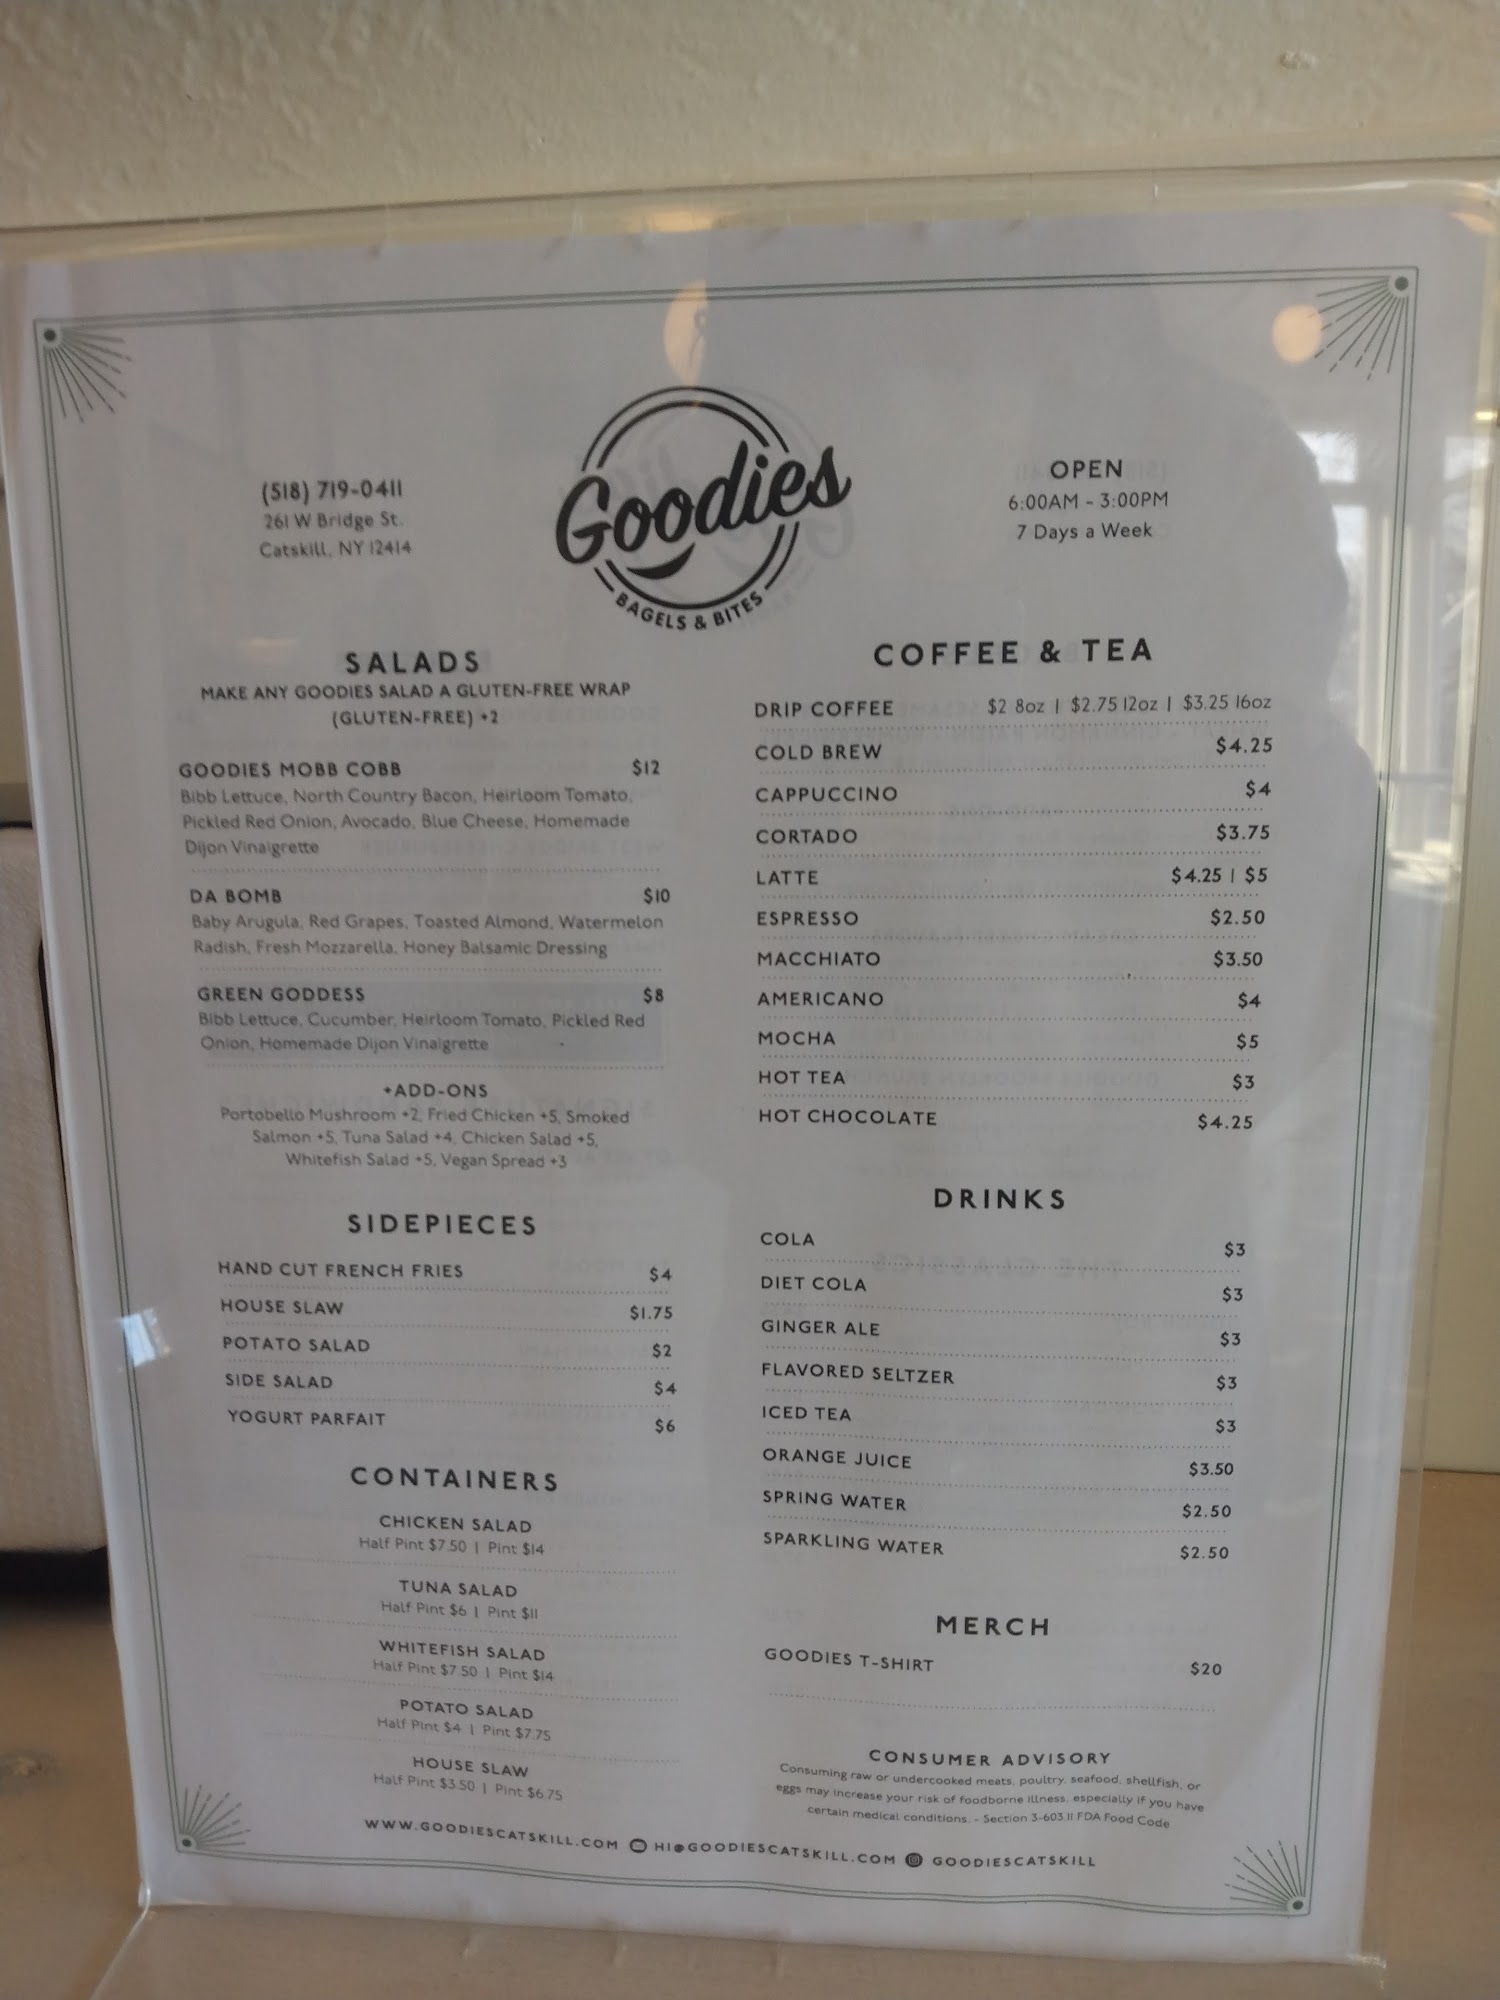 (518) 719-0411
261 W Bridge St.
Catskill, NY 12414
Goodies
BAGELS & BITES
OPEN
6:00AM - 3:00PM
7 Days a Week
SALADS
MAKE ANY GOODIES SALAD A GLUTEN-FREE WRAP
(GLUTEN-FREE) +2
GOODIES MOBB COBB $12
Bibb Lettuce, North Country Bacon, Heirloom Tomato,
Pickled Red Onion, Avocado, Blue Cheese, Homemade
Dijon Vinaigrette
DA BOMB $10
Baby Arugula, Red Grapes, Toasted Almond, Watermelon
Radish, Fresh Mozzarella, Honey Balsamic Dressing
GREEN GODDESS $8
Bibb Lettuce, Cucumber, Heirloom Tomato, Pickled Red
Onion, Homemade Dijon Vinaigrette
+ADD-ONS
Portobello Mushroom +2, Fried Chicken +5, Smoked
Salmon +5, Tuna Salad +4, Chicken Salad +5,
Whitefish Salad +5, Vegan Spread +3
SIDEPIECES
HAND CUT FRENCH FRIES $4
HOUSE SLAW $1.75
POTATO SALAD $2
SIDE SALAD $4
YOGURT PARFAIT $6
CONTAINERS
CHICKEN SALAD
Half Pint $7.50 | Pint $14
TUNA SALAD
Half Pint $6 | Pint $11
WHITEFISH SALAD
Half Pint $7.50 | Pint $14
POTATO SALAD
Half Pint $4 | Pint $7.75
HOUSE SLAW
Half Pint $3.50 | Pint $6.75
COFFEE & TEA
DRIP COFFEE $2 8oz | $2.75 12oz | $3.25 16oz
COLD BREW $4.25
CAPPUCCINO $4
CORTADO $3.75
LATTE $4.25 | $5
ESPRESSO $2.50
MACCHIATO $3.50
AMERICANO $4
MOCHA $5
HOT TEA $3
HOT CHOCOLATE $4.25
DRINKS
COLA $3
DIET COLA $3
GINGER ALE $3
FLAVORED SELTZER $3
ICED TEA $3
ORANGE JUICE $3.50
SPRING WATER $2.50
SPARKLING WATER $2.50
MERCH
GOODIES T-SHIRT $20
CONSUMER ADVISORY
Consuming raw or undercooked meats, poultry, seafood, shellfish, or
eggs may increase your risk of foodborne illness, especially if you have
certain medical conditions. - Section 3-603.11 FDA Food Code
WWW.GOODIESCATSKILL.COM HI@GOODIESCATSKILL.COM GOODIESCATSKILL